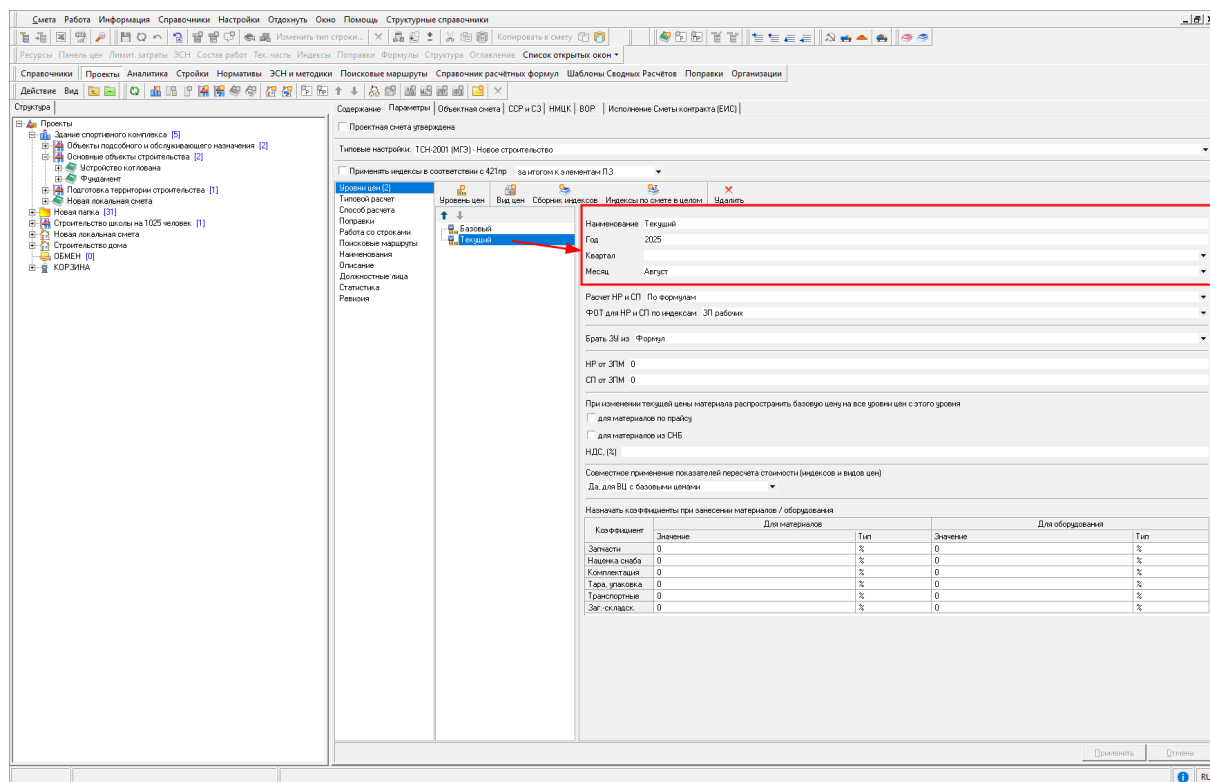 Смета Работа Информация Справочники Настройки Отдохнуть Окно Помощь Структурные справочники
Изменить тип строки... Копировать в смету
Ресурсы Панель цен Лимит. затраты ЭСН Состав работ Тех. часть Индексы Поправки Формулы Структура Оглавление Список открытых окон
Справочники Проекты Аналитика Стройки Нормативы ЭСН и методики Поисковые маршруты Справочник расчётных формул Шаблоны Сводных Расчётов Поправки Организации
Действие Вид
Структура
Проекты
Здание спортивного комплекса [5]
Объекты подсобного и обслуживающего назначения [2]
Основные объекты строительства [2]
Устройство котлована
Фундамент
Подготовка территории строительства [1]
Новая локальная смета
Новая папка [31]
Строительство школы на 1025 человек [1]
Новая локальная смета
Строительство дома
ОБМЕН [0]
КОРЗИНА
Содержание Параметры Объектная смета ССР и СЗ НМЦК ВОР Исполнение Сметы контракта (ЕИС)
Проектная смета утверждена
Типовые настройки: ТСН-2001 (МГЭ) - Новое строительство
Применять индексы в соответствии с 421пр за итогом к элементам ПЗ
Уровни цен (2)
Типовой расчет
Способ расчета
Поправки
Работа со строками
Поисковые маршруты
Наименования
Описание
Должностные лица
Статистика
Ревизия
Уровень цен Вид цен Сборник индексов Индексы по смете в целом Удалить
Базовый
Текущий
Наименование Текущий
Год 2025
Квартал
Месяц Август
Расчет НР и СП По формулам
ФОТ для НР и СП по индексам ЗП рабочих
Брать ЗУ из Формул
НР от ЗПМ 0
СП от ЗПМ 0
При изменении текущей цены материала распространить базовую цену на все уровни цен с этого уровня
для материалов по прайсу
для материалов из СНБ
НДС, (%)
Совместное применение показателей пересчета стоимости (индексов и видов цен)
Да, для ВЦ с базовыми ценами
Назначать коэффициенты при занесении материалов / оборудования
Коэффициент Для материалов Для оборудования
Значение Тип Значение Тип
Запчасти 0 % 0 %
Наценка снаба 0 % 0 %
Комплектация 0 % 0 %
Тара, упаковка 0 % 0 %
Транспортные 0 % 0 %
Заг.-складск. 0 % 0 %
Применить Отмена
RU